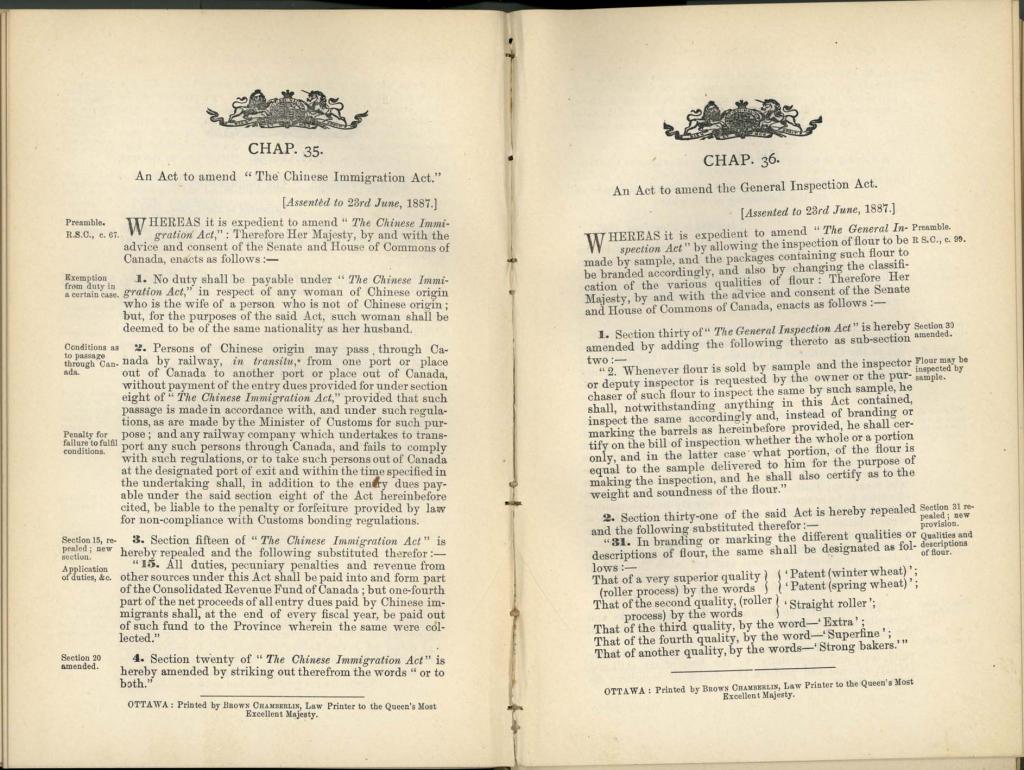 CHAP. 35.
An Act to amend "The Chinese Immigration Act."
[Assented to 23rd June, 1887.]
Preamble.
R.S.C., c. 67.
WHEREAS it is expedient to amend "The Chinese Immi-
gration Act,": Therefore Her Majesty, by and with the
advice and consent of the Senate and House of Commons of
Canada, enacts as follows:—
Exemption
from duty in
a certain case.
1. No duty shall be payable under "The Chinese Immi-
gration Act," in respect of any woman of Chinese origin
who is the wife of a person who is not of Chinese origin;
but, for the purposes of the said Act, such woman shall be
deemed to be of the same nationality as her husband.
Conditions as
to passage
through Can-
ada.
2. Persons of Chinese origin may pass through Ca-
nada by railway, in transitu, from one port or place
out of Canada to another port or place out of Canada,
without payment of the entry dues provided for under section
eight of "The Chinese Immigration Act," provided that such
passage is made in accordance with, and under such regula-
tions, as are made by the Minister of Customs for such pur-
Penalty for
failure to fulfil
conditions.
pose; and any railway company which undertakes to trans-
port any such persons through Canada, and fails to comply
with such regulations, or to take such persons out of Canada
at the designated port of exit and within the time specified in
the undertaking shall, in addition to the entry dues pay-
able under the said section eight of the Act hereinbefore
cited, be liable to the penalty or forfeiture provided by law
for non-compliance with Customs bonding regulations.
Section 15, re-
pealed; new
section.
3. Section fifteen of "The Chinese Immigration Act" is
hereby repealed and the following substituted therefor:—
Application
of duties, &c.
"15. All duties, pecuniary penalties and revenue from
other sources under this Act shall be paid into and form part
of the Consolidated Revenue Fund of Canada; but one-fourth
part of the net proceeds of all entry dues paid by Chinese im-
migrants shall, at the end of every fiscal year, be paid out
of such fund to the Province wherein the same were col-
lected."
Section 20
amended.
4. Section twenty of "The Chinese Immigration Act" is
hereby amended by striking out therefrom the words "or to
both."
OTTAWA: Printed by BROWN CHAMBERLIN, Law Printer to the Queen's Most
Excellent Majesty.
CHAP. 36.
An Act to amend the General Inspection Act.
[Assented to 23rd June, 1887.]
WHEREAS it is expedient to amend "The General In-
spection Act" by allowing the inspection of flour to be
made by sample, and the packages containing such flour to
be branded accordingly, and also by changing the classifi-
cation of the various qualities of flour: Therefore Her
Majesty, by and with the advice and consent of the Senate
and House of Commons of Canada, enacts as follows:—
Preamble.
R S.C., c. 99.
1. Section thirty of "The General Inspection Act" is hereby
amended by adding the following thereto as sub-section
two:—
Section 30
amended.
"2. Whenever flour is sold by sample and the inspector
or deputy inspector is requested by the owner or the pur-
chaser of such flour to inspect the same by such sample, he
shall, notwithstanding anything in this Act contained,
inspect the same accordingly and, instead of branding or
marking the barrels as hereinbefore provided, he shall cer-
tify on the bill of inspection whether the whole or a portion
only, and in the latter case what portion, of the flour is
equal to the sample delivered to him for the purpose of
making the inspection, and he shall also certify as to the
weight and soundness of the flour."
Flour may be
inspected by
sample.
2. Section thirty-one of the said Act is hereby repealed
and the following substituted therefor:—
Section 31 re-
pealed; new
provision.
"31. In branding or marking the different qualities or
descriptions of flour, the same shall be designated as fol-
lows:—
Qualities and
descriptions
of flour.
That of a very superior quality } { 'Patent (winter wheat)';
(roller process) by the words } { 'Patent (spring wheat)';
That of the second quality, (roller } 'Straight roller';
process) by the words
That of the third quality, by the word—'Extra';
That of the fourth quality, by the word—'Superfine';
That of another quality, by the words—'Strong bakers.'"
OTTAWA: Printed by BROWN CHAMBERLIN, Law Printer to the Queen's Most
Excellent Majesty.